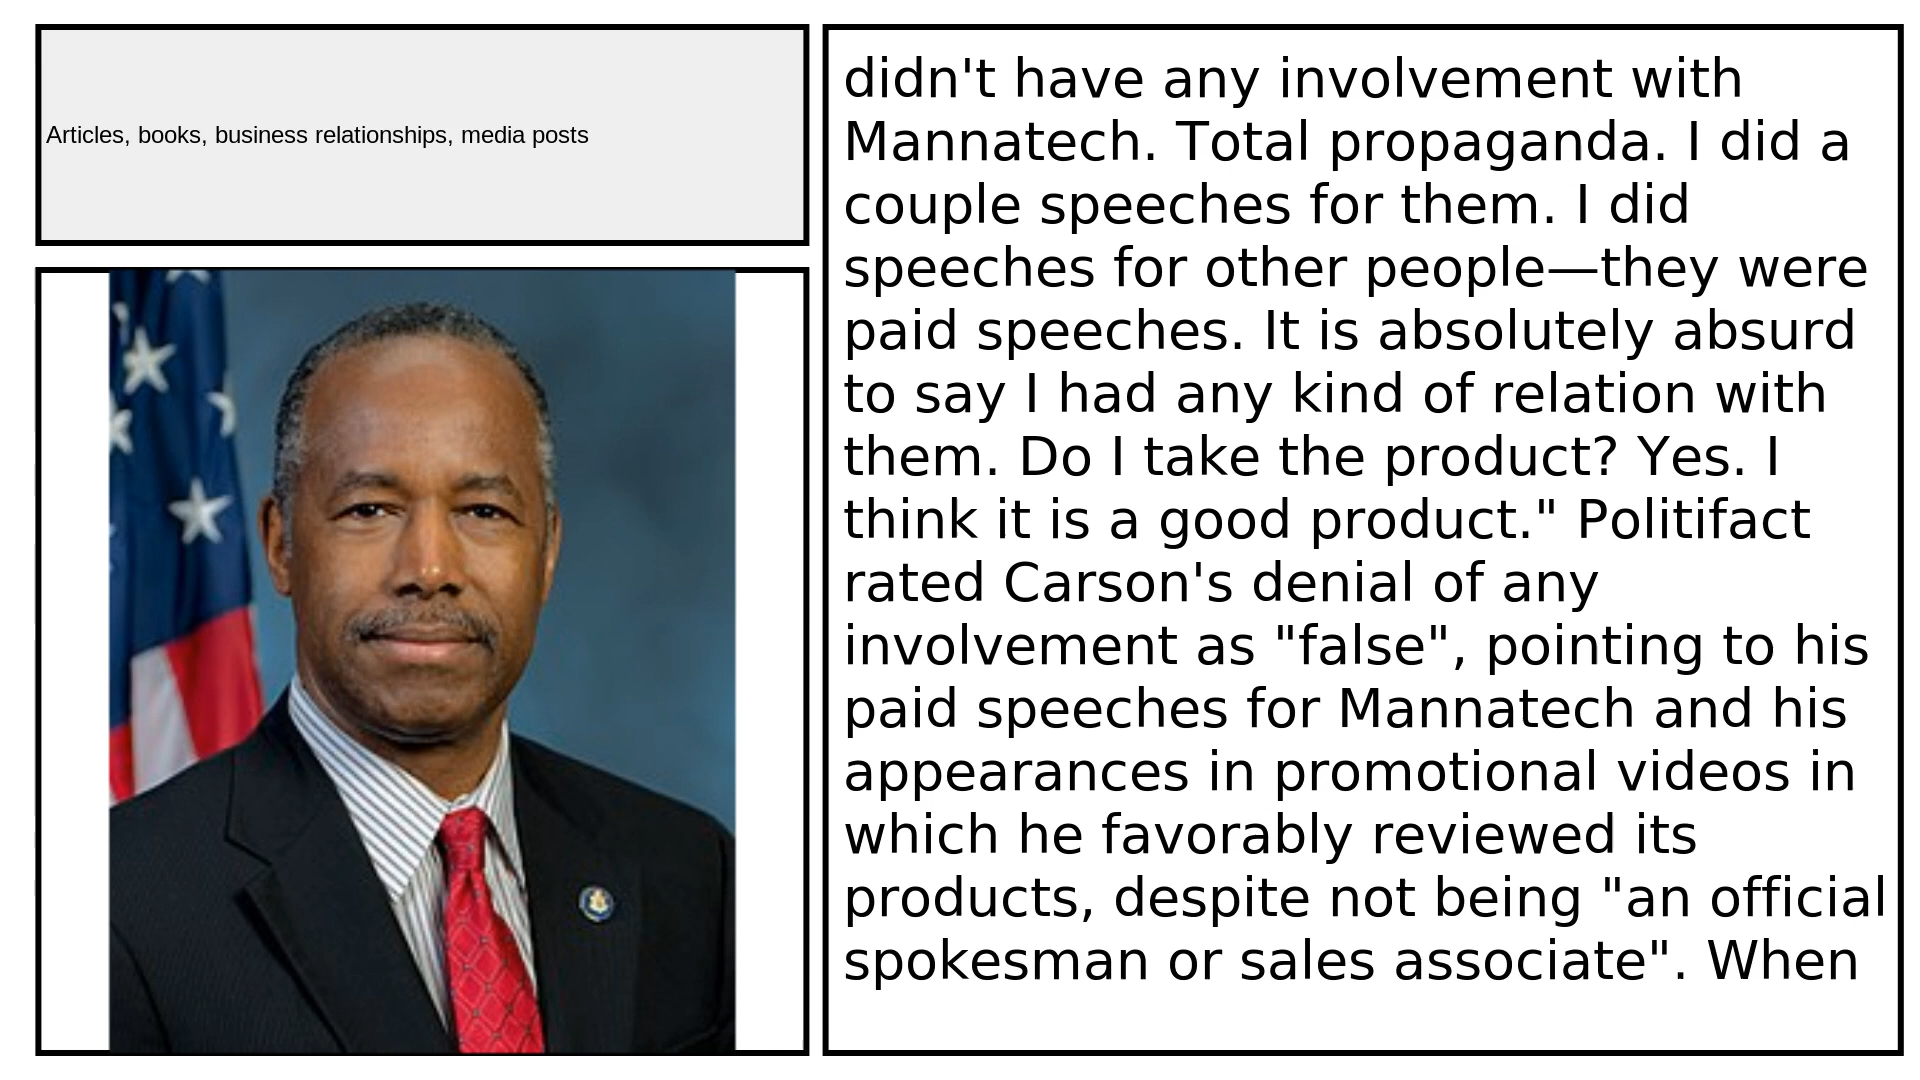 Articles, books, business relationships, media posts
didn't have any involvement with
Mannatech. Total propaganda. I did a
couple speeches for them. I did
speeches for other people—they were
paid speeches. It is absolutely absurd
to say I had any kind of relation with
them. Do I take the product? Yes. I
think it is a good product." Politifact
rated Carson's denial of any
involvement as "false", pointing to his
paid speeches for Mannatech and his
appearances in promotional videos in
which he favorably reviewed its
products, despite not being "an official
spokesman or sales associate". When